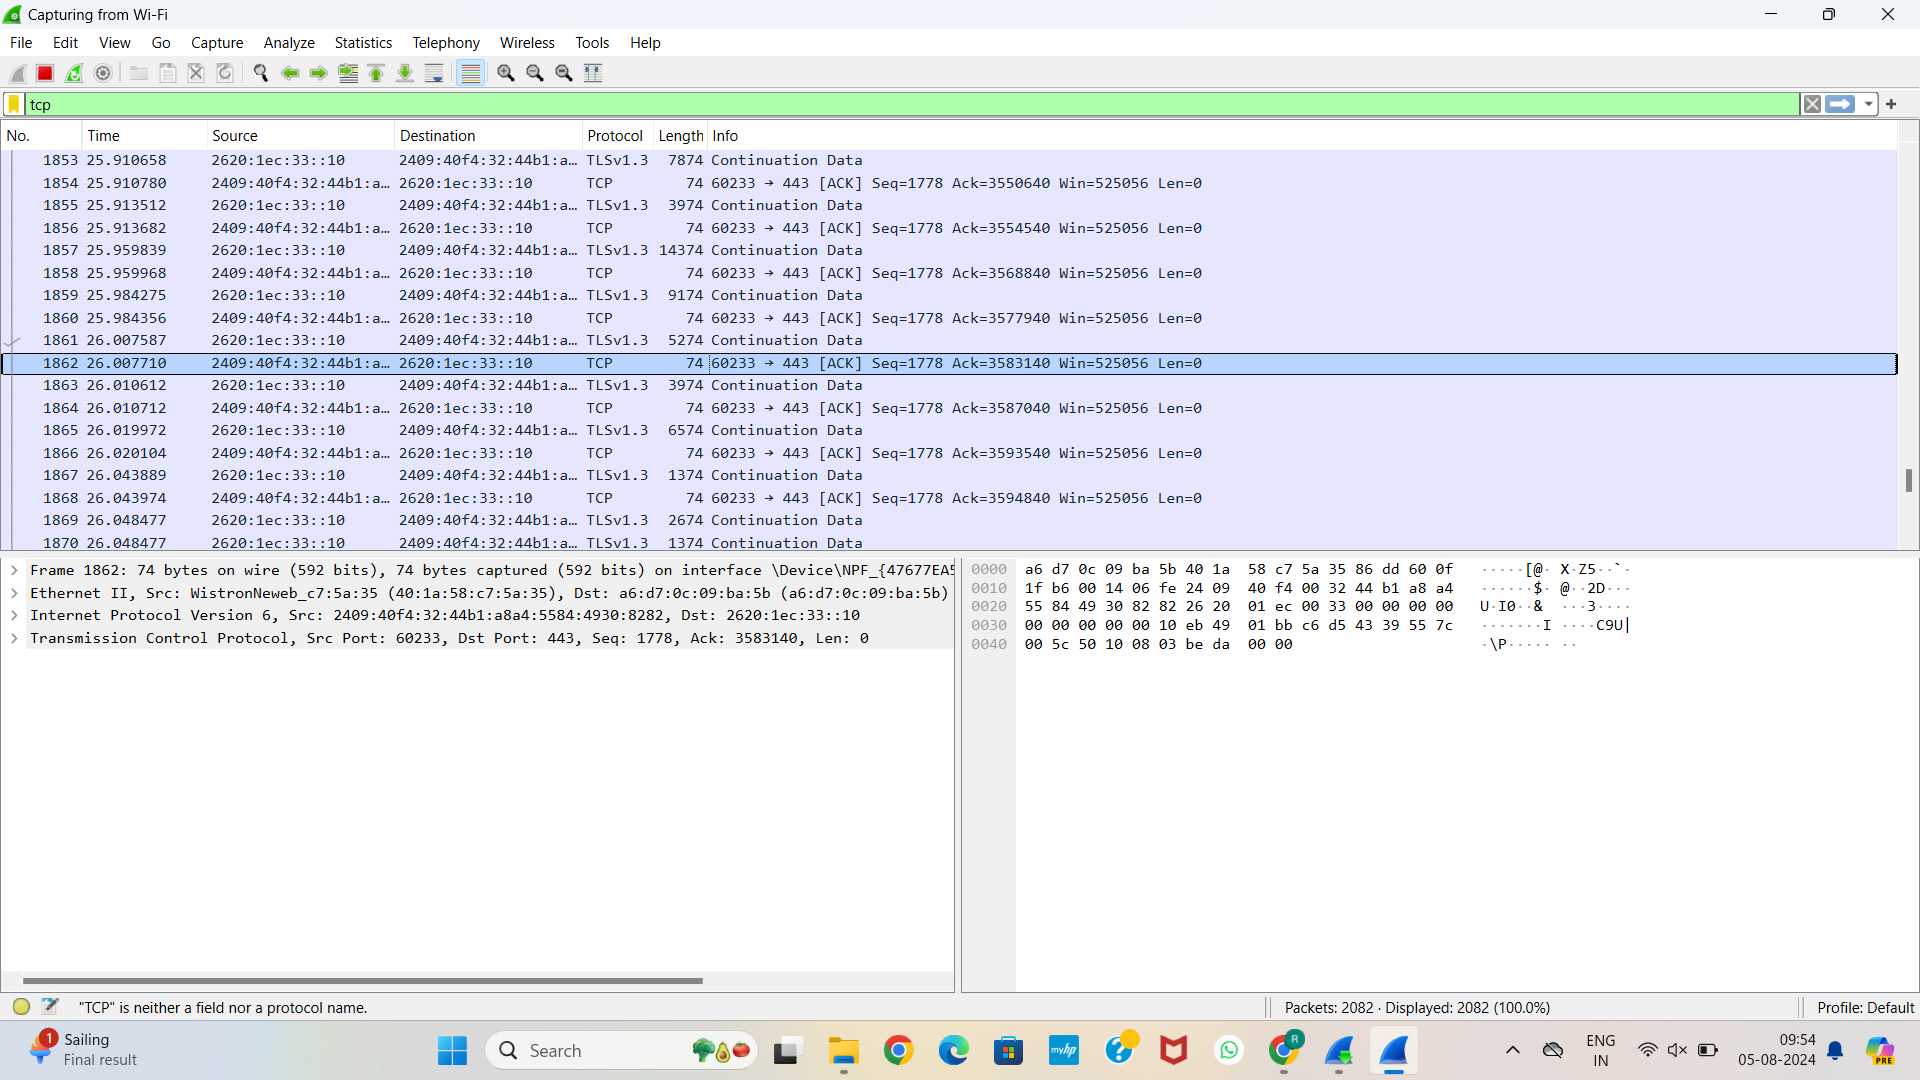 Capturing from Wi-Fi
File Edit View Go Capture Analyze Statistics Telephony Wireless Tools Help
tcp
No. Time Source Destination Protocol Length Info
1853 25.910658 2620:1ec:33::10 2409:40f4:32:44b1:a… TLSv1.3 7874 Continuation Data
1854 25.910780 2409:40f4:32:44b1:a… 2620:1ec:33::10 TCP 74 60233 → 443 [ACK] Seq=1778 Ack=3550640 Win=525056 Len=0
1855 25.913512 2620:1ec:33::10 2409:40f4:32:44b1:a… TLSv1.3 3974 Continuation Data
1856 25.913682 2409:40f4:32:44b1:a… 2620:1ec:33::10 TCP 74 60233 → 443 [ACK] Seq=1778 Ack=3554540 Win=525056 Len=0
1857 25.959839 2620:1ec:33::10 2409:40f4:32:44b1:a… TLSv1.3 14374 Continuation Data
1858 25.959968 2409:40f4:32:44b1:a… 2620:1ec:33::10 TCP 74 60233 → 443 [ACK] Seq=1778 Ack=3568840 Win=525056 Len=0
1859 25.984275 2620:1ec:33::10 2409:40f4:32:44b1:a… TLSv1.3 9174 Continuation Data
1860 25.984356 2409:40f4:32:44b1:a… 2620:1ec:33::10 TCP 74 60233 → 443 [ACK] Seq=1778 Ack=3577940 Win=525056 Len=0
1861 26.007587 2620:1ec:33::10 2409:40f4:32:44b1:a… TLSv1.3 5274 Continuation Data
1862 26.007710 2409:40f4:32:44b1:a… 2620:1ec:33::10 TCP 74 60233 → 443 [ACK] Seq=1778 Ack=3583140 Win=525056 Len=0
1863 26.010612 2620:1ec:33::10 2409:40f4:32:44b1:a… TLSv1.3 3974 Continuation Data
1864 26.010712 2409:40f4:32:44b1:a… 2620:1ec:33::10 TCP 74 60233 → 443 [ACK] Seq=1778 Ack=3587040 Win=525056 Len=0
1865 26.019972 2620:1ec:33::10 2409:40f4:32:44b1:a… TLSv1.3 6574 Continuation Data
1866 26.020104 2409:40f4:32:44b1:a… 2620:1ec:33::10 TCP 74 60233 → 443 [ACK] Seq=1778 Ack=3593540 Win=525056 Len=0
1867 26.043889 2620:1ec:33::10 2409:40f4:32:44b1:a… TLSv1.3 1374 Continuation Data
1868 26.043974 2409:40f4:32:44b1:a… 2620:1ec:33::10 TCP 74 60233 → 443 [ACK] Seq=1778 Ack=3594840 Win=525056 Len=0
1869 26.048477 2620:1ec:33::10 2409:40f4:32:44b1:a… TLSv1.3 2674 Continuation Data
1870 26.048477 2620:1ec:33::10 2409:40f4:32:44b1:a… TLSv1.3 1374 Continuation Data
Frame 1862: 74 bytes on wire (592 bits), 74 bytes captured (592 bits) on interface \Device\NPF_{47677EA5
Ethernet II, Src: WistronNeweb_c7:5a:35 (40:1a:58:c7:5a:35), Dst: a6:d7:0c:09:ba:5b (a6:d7:0c:09:ba:5b)
Internet Protocol Version 6, Src: 2409:40f4:32:44b1:a8a4:5584:4930:8282, Dst: 2620:1ec:33::10
Transmission Control Protocol, Src Port: 60233, Dst Port: 443, Seq: 1778, Ack: 3583140, Len: 0
0000 a6 d7 0c 09 ba 5b 40 1a 58 c7 5a 35 86 dd 60 0f ·····[@· X·Z5··`·
0010 1f b6 00 14 06 fe 24 09 40 f4 00 32 44 b1 a8 a4 ······$· @··2D···
0020 55 84 49 30 82 82 26 20 01 ec 00 33 00 00 00 00 U·I0··& ···3····
0030 00 00 00 00 00 10 eb 49 01 bb c6 d5 43 39 55 7c ·······I ····C9U|
0040 00 5c 50 10 08 03 be da 00 00 ·\P····· ··
"TCP" is neither a field nor a protocol name.
Packets: 2082 · Displayed: 2082 (100.0%)
Profile: Default
1
Sailing
Final result
Search
myhp
R
ENG
IN
09:54
05-08-2024
PRE